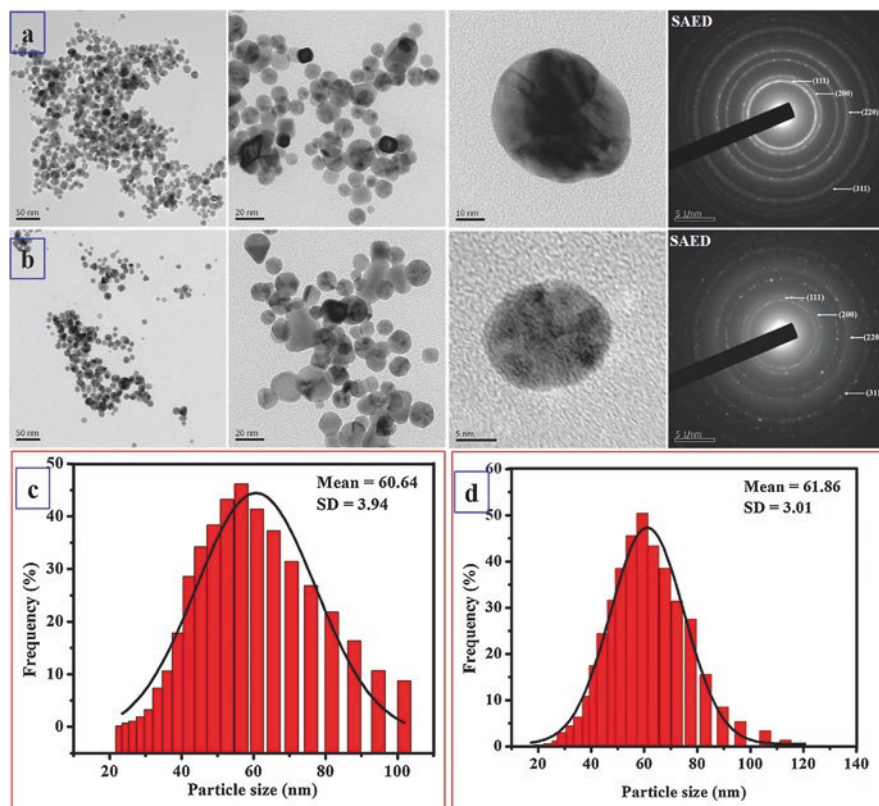 a
50 nm
20 nm
10 nm
SAED
(111)
(200)
(220)
(311)
5 1/nm
b
50 nm
20 nm
5 nm
SAED
(111)
(200)
(220)
(311)
5 1/nm
c
Mean = 60.64
SD = 3.94
Frequency (%)
50
40
30
20
10
0
20
40
60
80
100
Particle size (nm)
d
Mean = 61.86
SD = 3.01
Frequency (%)
60
50
40
30
20
10
0
20
40
60
80
100
120
140
Particle size (nm)